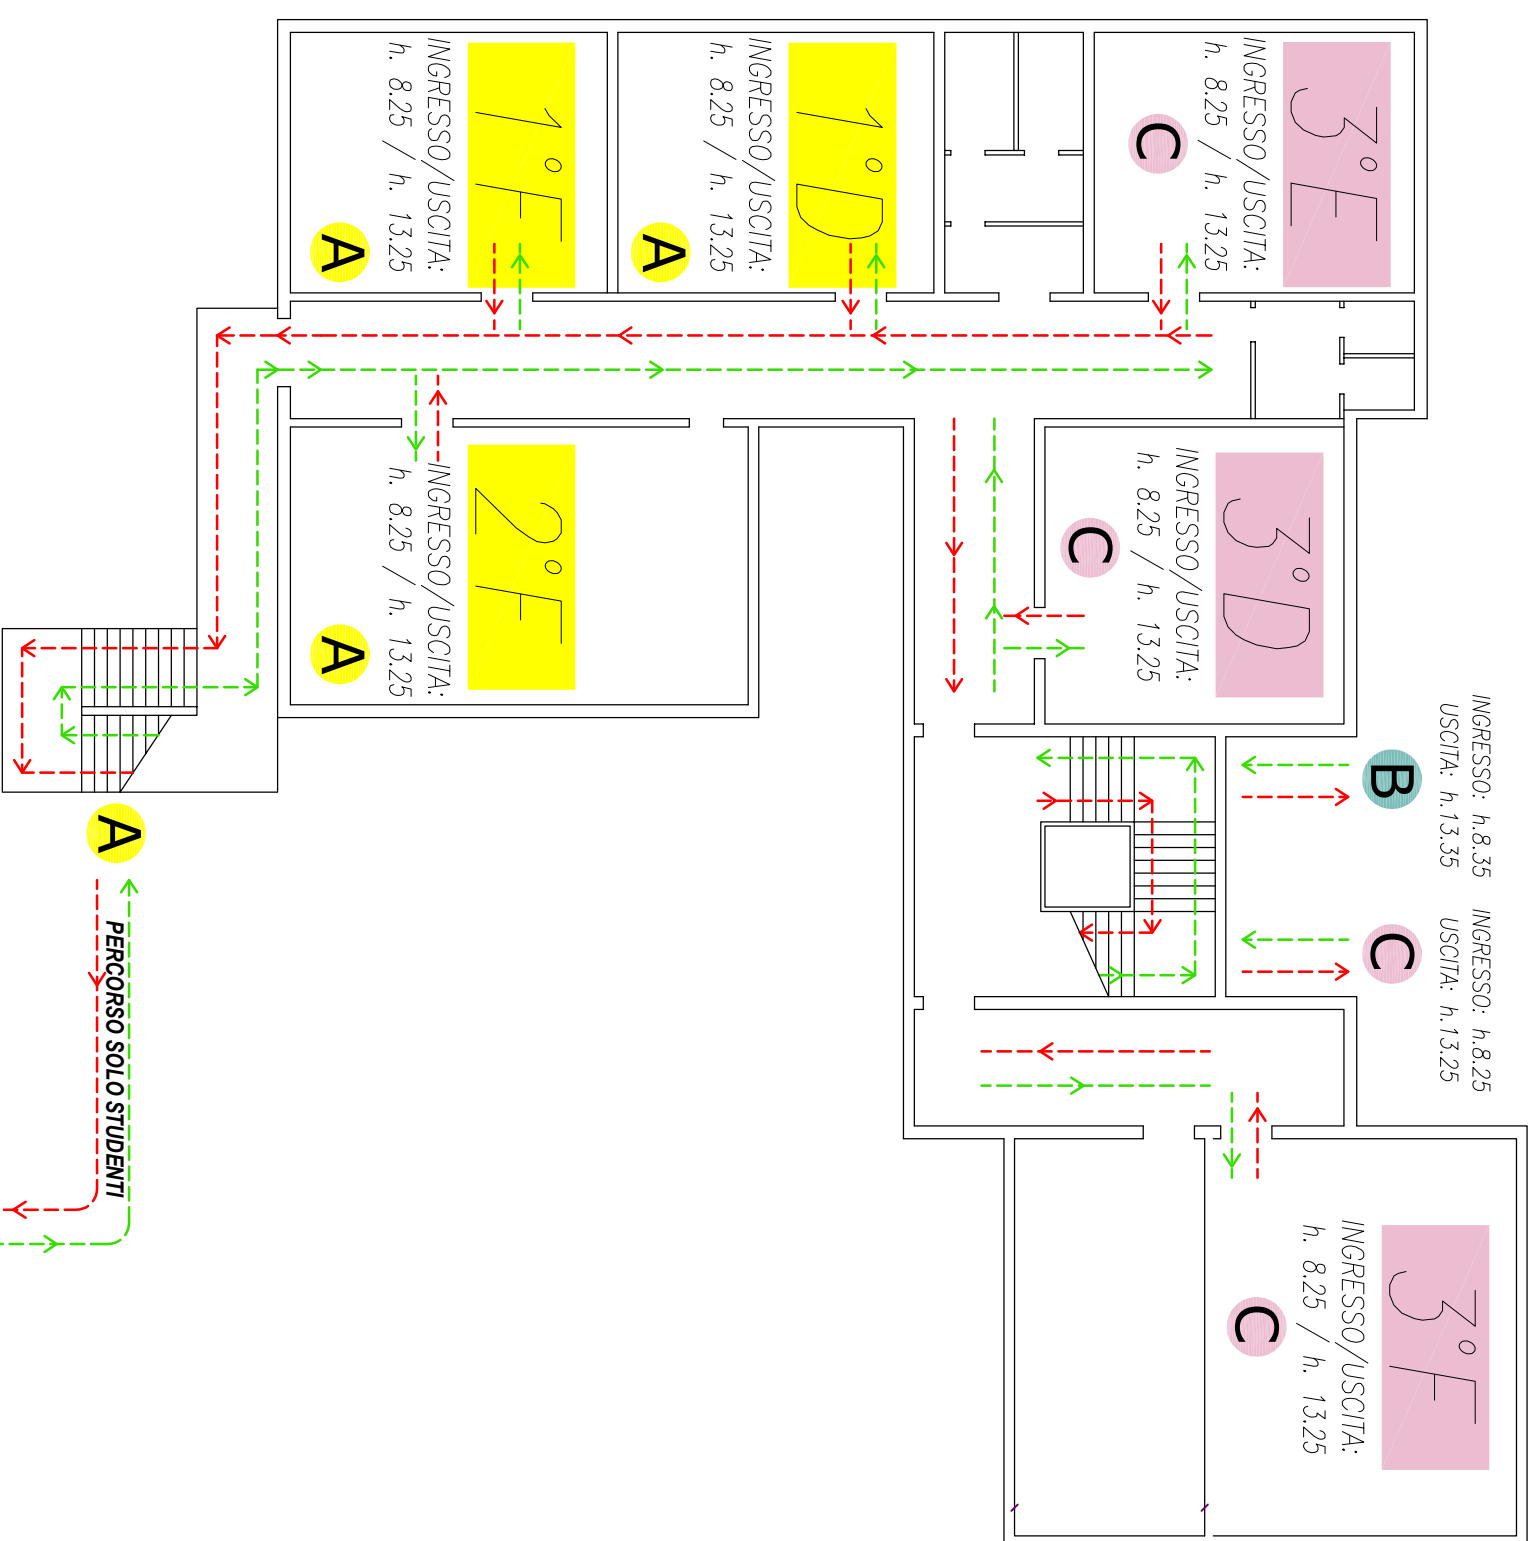 3°E
INGRESSO/USCITA:
h. 8.25 / h. 13.25
C
1°D
INGRESSO/USCITA:
h. 8.25 / h. 13.25
A
1°F
INGRESSO/USCITA:
h. 8.25 / h. 13.25
A
3°D
INGRESSO/USCITA:
h. 8.25 / h. 13.25
C
2°F
INGRESSO/USCITA:
h. 8.25 / h. 13.25
A
INGRESSO: h.8.35
USCITA: h.13.35
B
INGRESSO: h.8.25
USCITA: h.13.25
C
3°F
INGRESSO/USCITA:
h. 8.25 / h. 13.25
C
A
PERCORSO SOLO STUDENTI